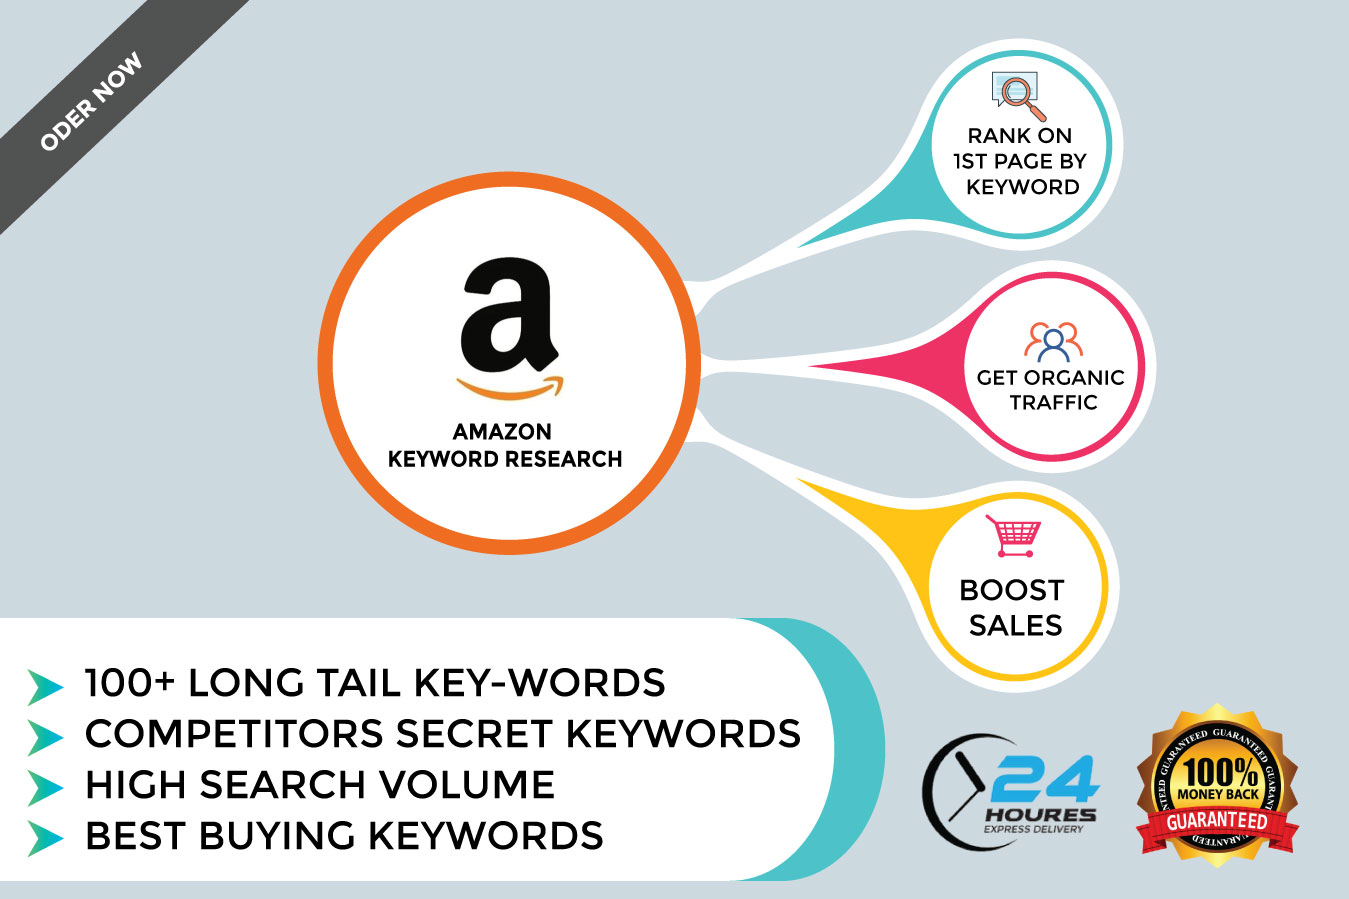 ODER NOW
a
AMAZON
KEYWORD RESEARCH
RANK ON
1ST PAGE BY
KEYWORD
GET ORGANIC
TRAFFIC
BOOST
SALES
100+ LONG TAIL KEY-WORDS
COMPETITORS SECRET KEYWORDS
HIGH SEARCH VOLUME
BEST BUYING KEYWORDS
24
HOURES
EXPRESS DELIVERY
GUARANTEED GUARANTEED GUARANTEED
100%
MONEY BACK
GUARANTEED